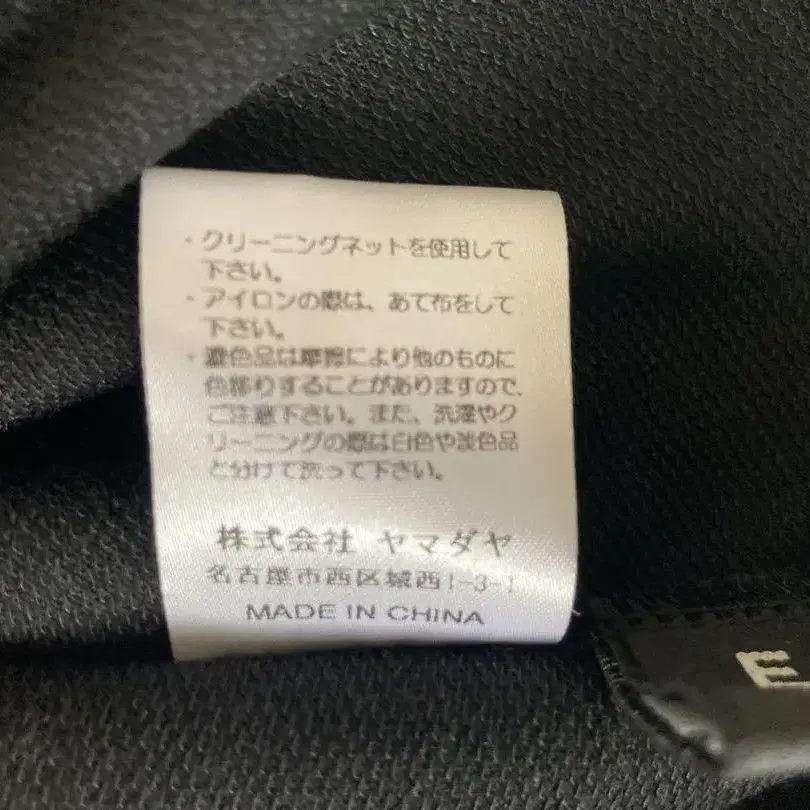 ・クリーニングネットを使用して
下さい。
・アイロンの際は、あて布をして
下さい。
・濃色品は摩擦により他のものに
色移りすることがありますので、
ご注意下さい。また、洗濯やク
リーニングの際は白色や淡色品
と分けて洗って下さい。
株式会社 ヤマダヤ
名古屋市西区城西1-3-1
MADE IN CHINA
E